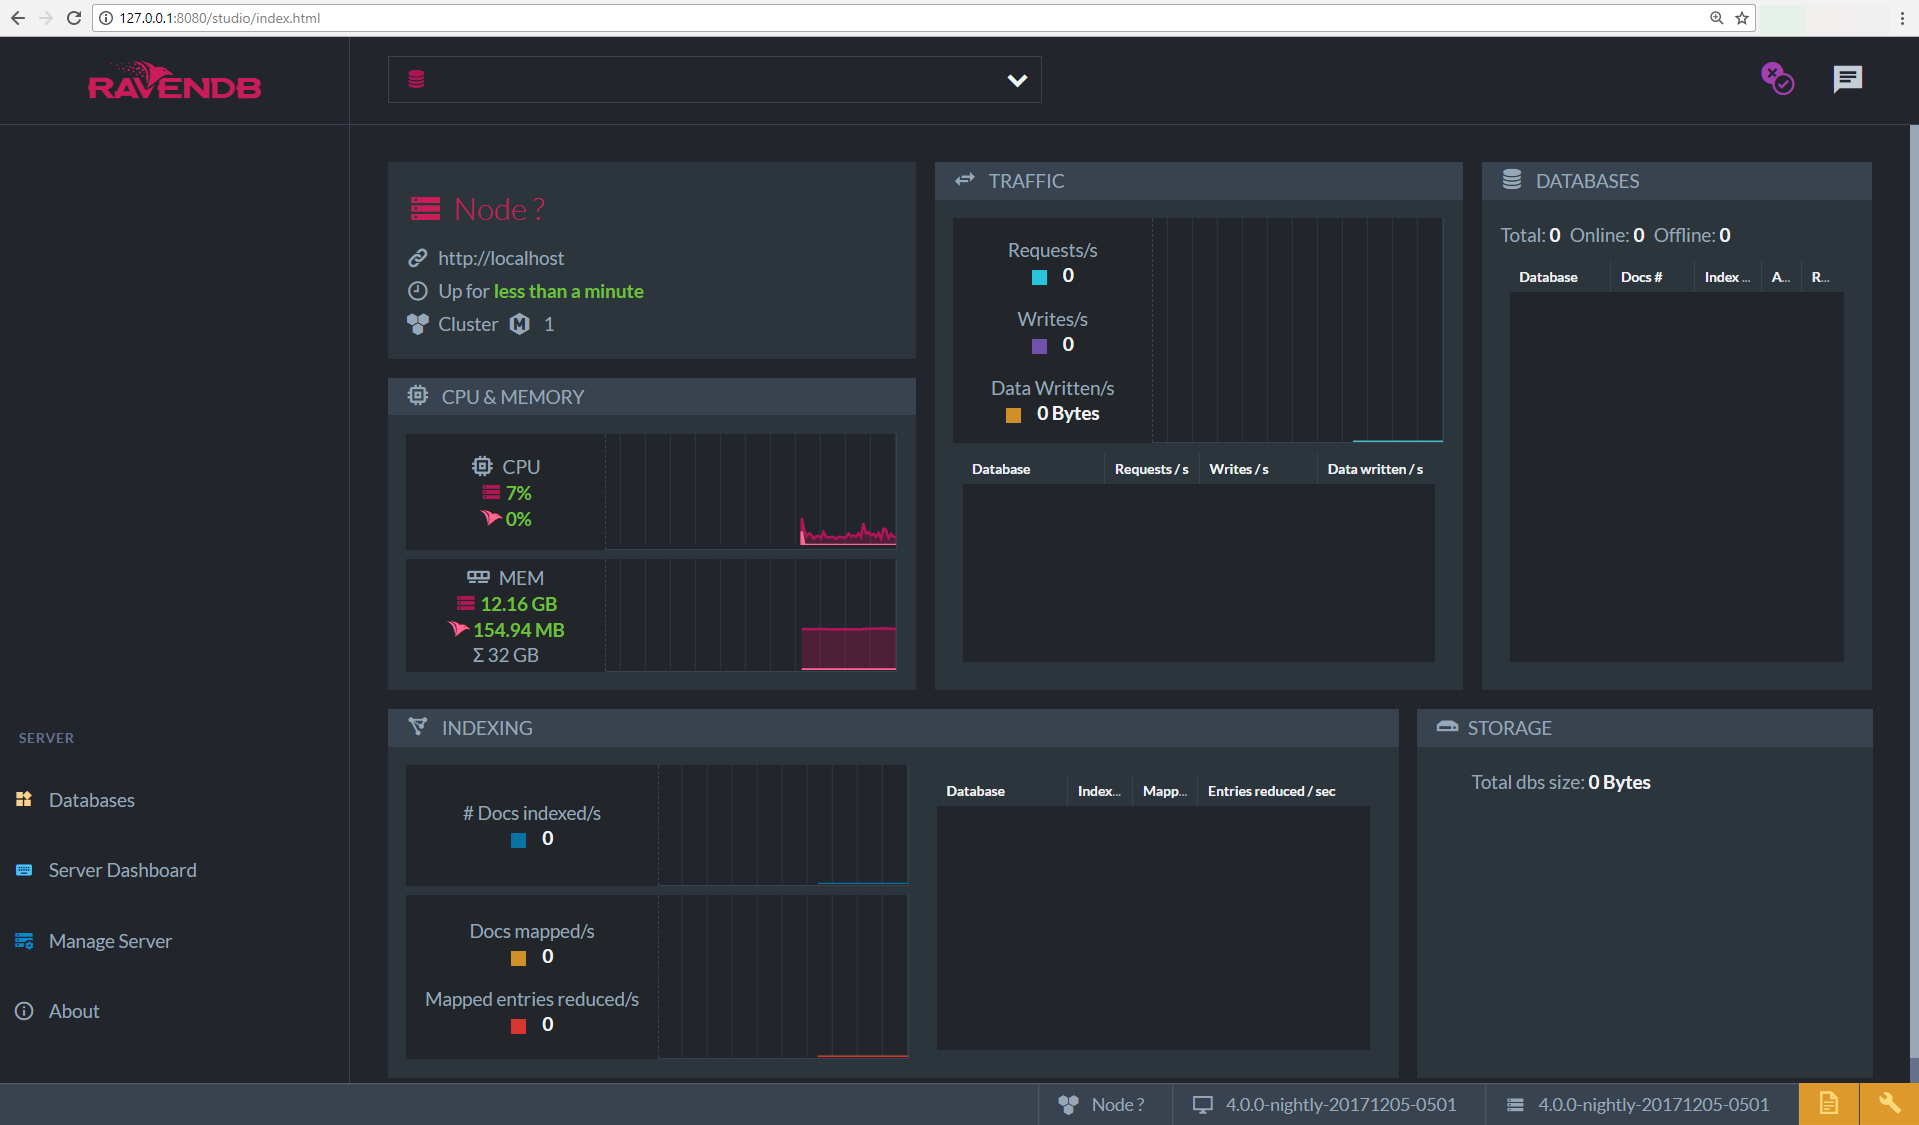 127.0.0.1:8080/studio/index.html
RAVENDB
Node ?
http://localhost
Up for less than a minute
Cluster M 1
CPU & MEMORY
CPU
7%
0%
MEM
12.16 GB
154.94 MB
Σ 32 GB
TRAFFIC
Requests/s
0
Writes/s
0
Data Written/s
0 Bytes
Database Requests / s Writes / s Data written / s
DATABASES
Total: 0 Online: 0 Offline: 0
Database Docs # Index ... A... R...
INDEXING
# Docs indexed/s
0
Docs mapped/s
0
Mapped entries reduced/s
0
Database Index... Mapp... Entries reduced / sec
STORAGE
Total dbs size: 0 Bytes
SERVER
Databases
Server Dashboard
Manage Server
About
Node ? 4.0.0-nightly-20171205-0501 4.0.0-nightly-20171205-0501